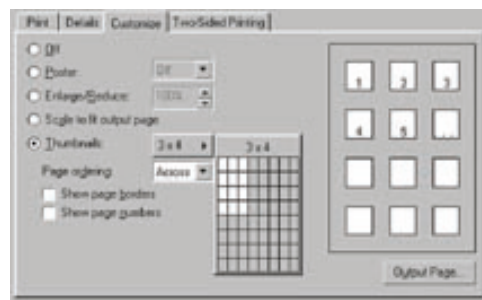 Print Details Customize Two-Sided Printing
Off
Poster: Off
Enlarge/Reduce: 100%
Scale to fit output page
Thumbnails: 3 x 4 3 x 4
Page ordering: Across
Show page borders
Show page numbers
1 2 3
4 5 ...
Output Page...